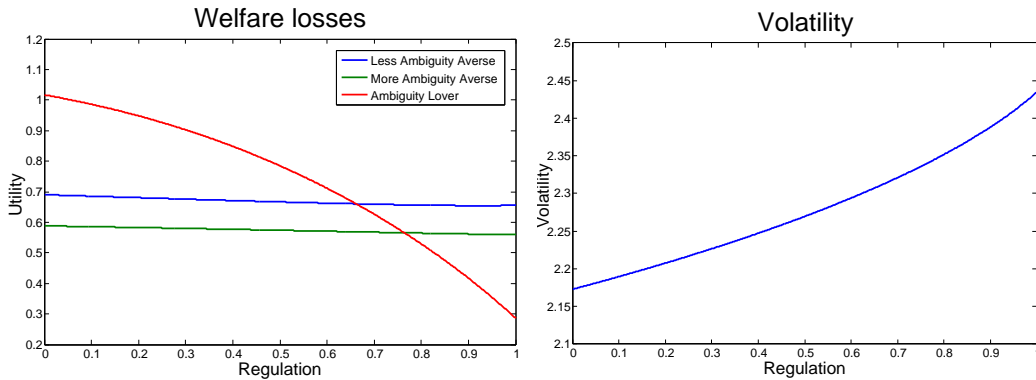 Welfare losses
1.2
1.1
1
0.9
0.8
0.7
0.6
0.5
0.4
0.3
0.2
Utility
Less Ambiguity Averse
More Ambiguity Averse
Ambiguity Lover
0 0.1 0.2 0.3 0.4 0.5 0.6 0.7 0.8 0.9 1
Regulation
Volatility
2.5
2.45
2.4
2.35
2.3
2.25
2.2
2.15
2.1
Volatility
0 0.1 0.2 0.3 0.4 0.5 0.6 0.7 0.8 0.9 1
Regulation